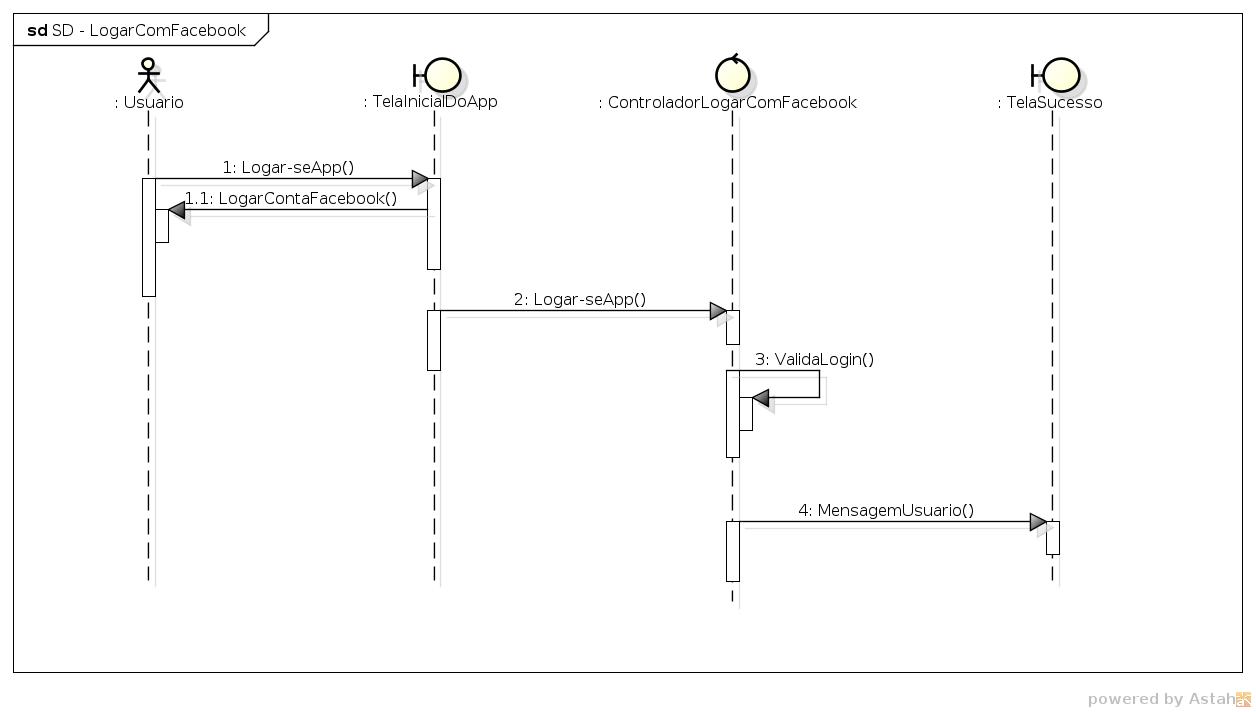 sd SD - LogarComFacebook
: Usuario
: TelaInicialDoApp
: ControladorLogarComFacebook
: TelaSucesso
1: Logar-seApp()
1.1: LogarContaFacebook()
2: Logar-seApp()
3: ValidaLogin()
4: MensagemUsuario()
powered by Astah